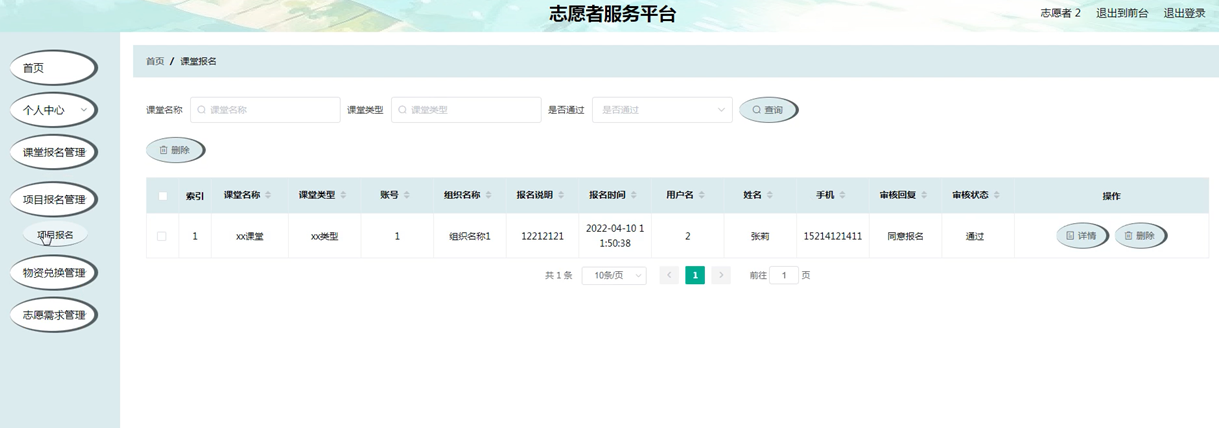 志愿者服务平台
志愿者 2 退出到前台 退出登录
首页
个人中心
课堂报名管理
项目报名管理
项目报名
物资兑换管理
志愿需求管理
首页 / 课堂报名
课堂名称 课堂名称 课堂类型 课堂类型 是否通过 是否通过 查询
删除
索引 课堂名称 课堂类型 账号 组织名称 报名说明 报名时间 用户名 姓名 手机 审核回复 审核状态 操作
1 xx课堂 xx类型 1 组织名称1 12212121 2022-04-10 1 2 张莉 15214121411 同意报名 通过 详情 删除
1:50:38
共 1 条 10条/页 1 前往 1 页